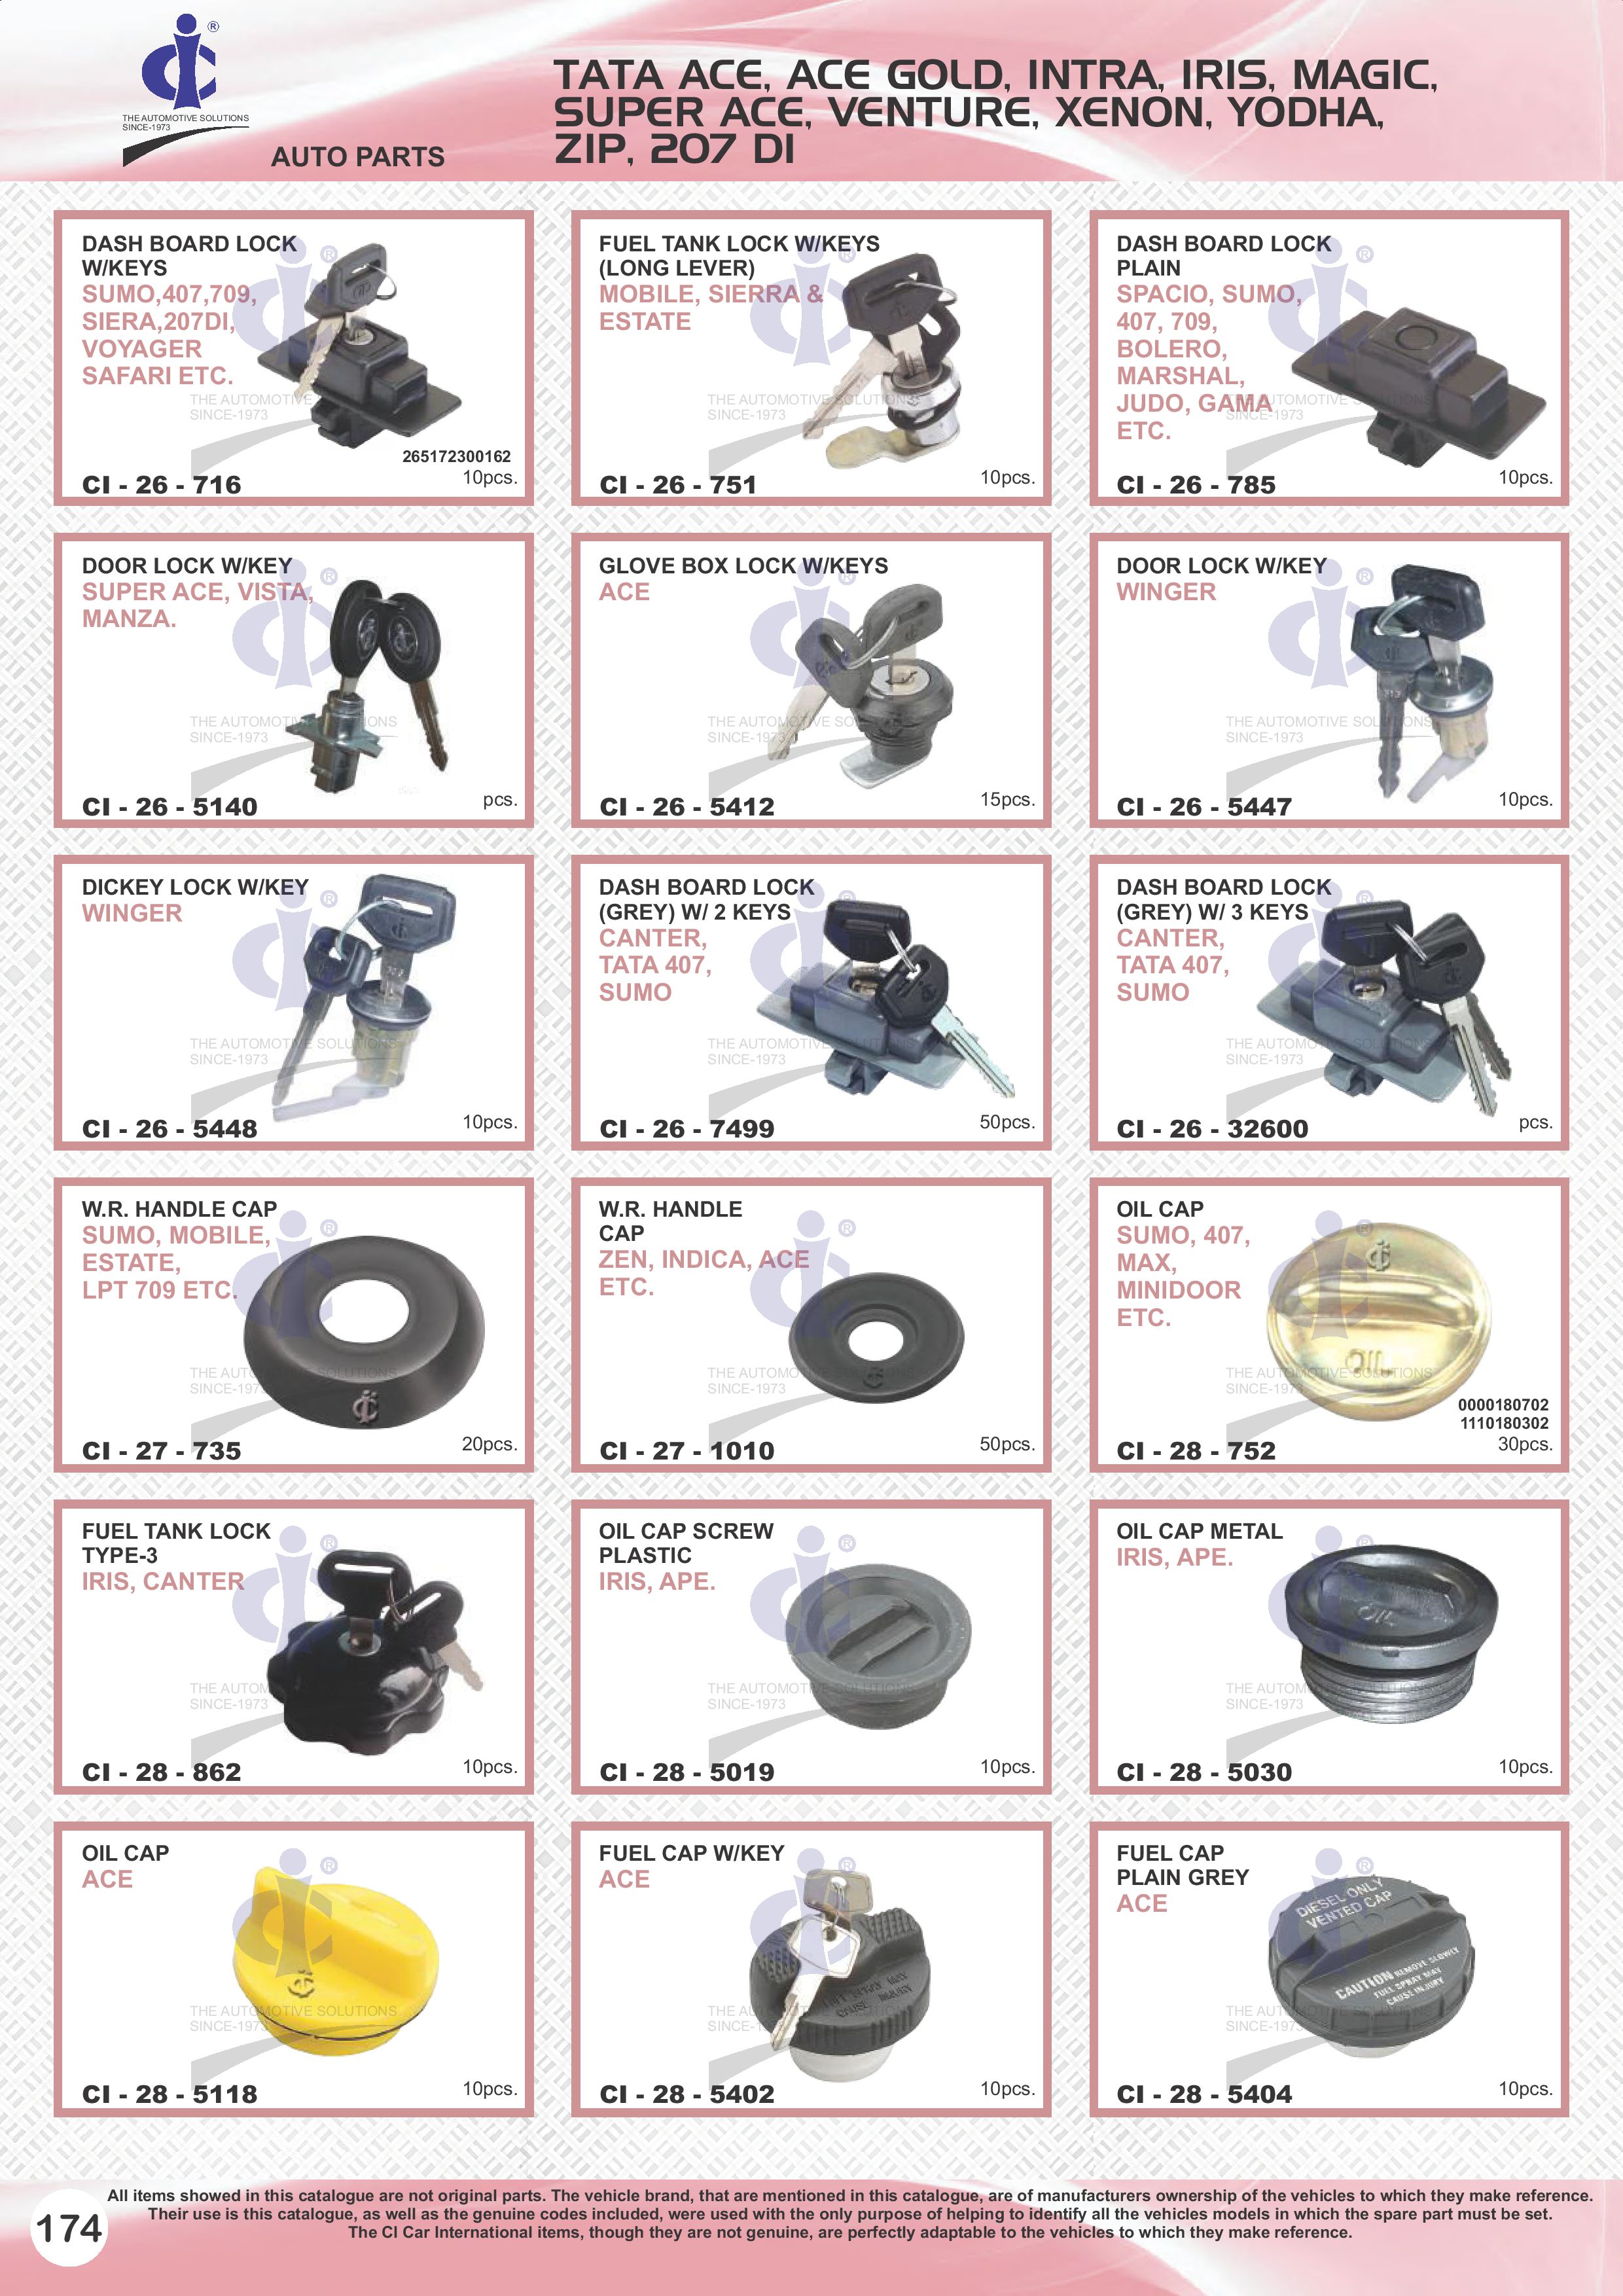 ®
THE AUTOMOTIVE SOLUTIONS
SINCE-1973
AUTO PARTS
TATA ACE, ACE GOLD, INTRA, IRIS, MAGIC,
SUPER ACE, VENTURE, XENON, YODHA,
ZIP, 207 DI
DASH BOARD LOCK
W/KEYS
SUMO,407,709,
SIERA,207DI,
VOYAGER
SAFARI ETC.
265172300162
CI - 26 - 716
10pcs.
FUEL TANK LOCK W/KEYS
(LONG LEVER)
MOBILE, SIERRA &
ESTATE
CI - 26 - 751
10pcs.
DASH BOARD LOCK
PLAIN
SPACIO, SUMO,
407, 709,
BOLERO,
MARSHAL,
JUDO, GAMA
ETC.
CI - 26 - 785
10pcs.
DOOR LOCK W/KEY
SUPER ACE, VISTA,
MANZA.
CI - 26 - 5140
pcs.
GLOVE BOX LOCK W/KEYS
ACE
CI - 26 - 5412
15pcs.
DOOR LOCK W/KEY
WINGER
CI - 26 - 5447
10pcs.
DICKEY LOCK W/KEY
WINGER
CI - 26 - 5448
10pcs.
DASH BOARD LOCK
(GREY) W/ 2 KEYS
CANTER,
TATA 407,
SUMO
CI - 26 - 7499
50pcs.
DASH BOARD LOCK
(GREY) W/ 3 KEYS
CANTER,
TATA 407,
SUMO
CI - 26 - 32600
pcs.
W.R. HANDLE CAP
SUMO, MOBILE,
ESTATE,
LPT 709 ETC.
CI - 27 - 735
20pcs.
W.R. HANDLE
CAP
ZEN, INDICA, ACE
ETC.
CI - 27 - 1010
50pcs.
OIL CAP
SUMO, 407,
MAX,
MINIDOOR
ETC.
OIL
0000180702
1110180302
CI - 28 - 752
30pcs.
FUEL TANK LOCK
TYPE-3
IRIS, CANTER
CI - 28 - 862
10pcs.
OIL CAP SCREW
PLASTIC
IRIS, APE.
CI - 28 - 5019
10pcs.
OIL CAP METAL
IRIS, APE.
OIL
CI - 28 - 5030
10pcs.
OIL CAP
ACE
CI - 28 - 5118
10pcs.
FUEL CAP W/KEY
ACE
CAUSE INJURY
CI - 28 - 5402
10pcs.
FUEL CAP
PLAIN GREY
ACE
DIESEL ONLY
VENTED CAP
CAUTION REMOVE SLOWLY
FUEL SPRAY MAY
CAUSE INJURY
CI - 28 - 5404
10pcs.
174
All items showed in this catalogue are not original parts. The vehicle brand, that are mentioned in this catalogue, are of manufacturers ownership of the vehicles to which they make reference.
Their use is this catalogue, as well as the genuine codes included, were used with the only purpose of helping to identify all the vehicles models in which the spare part must be set.
The CI Car International items, though they are not genuine, are perfectly adaptable to the vehicles to which they make reference.